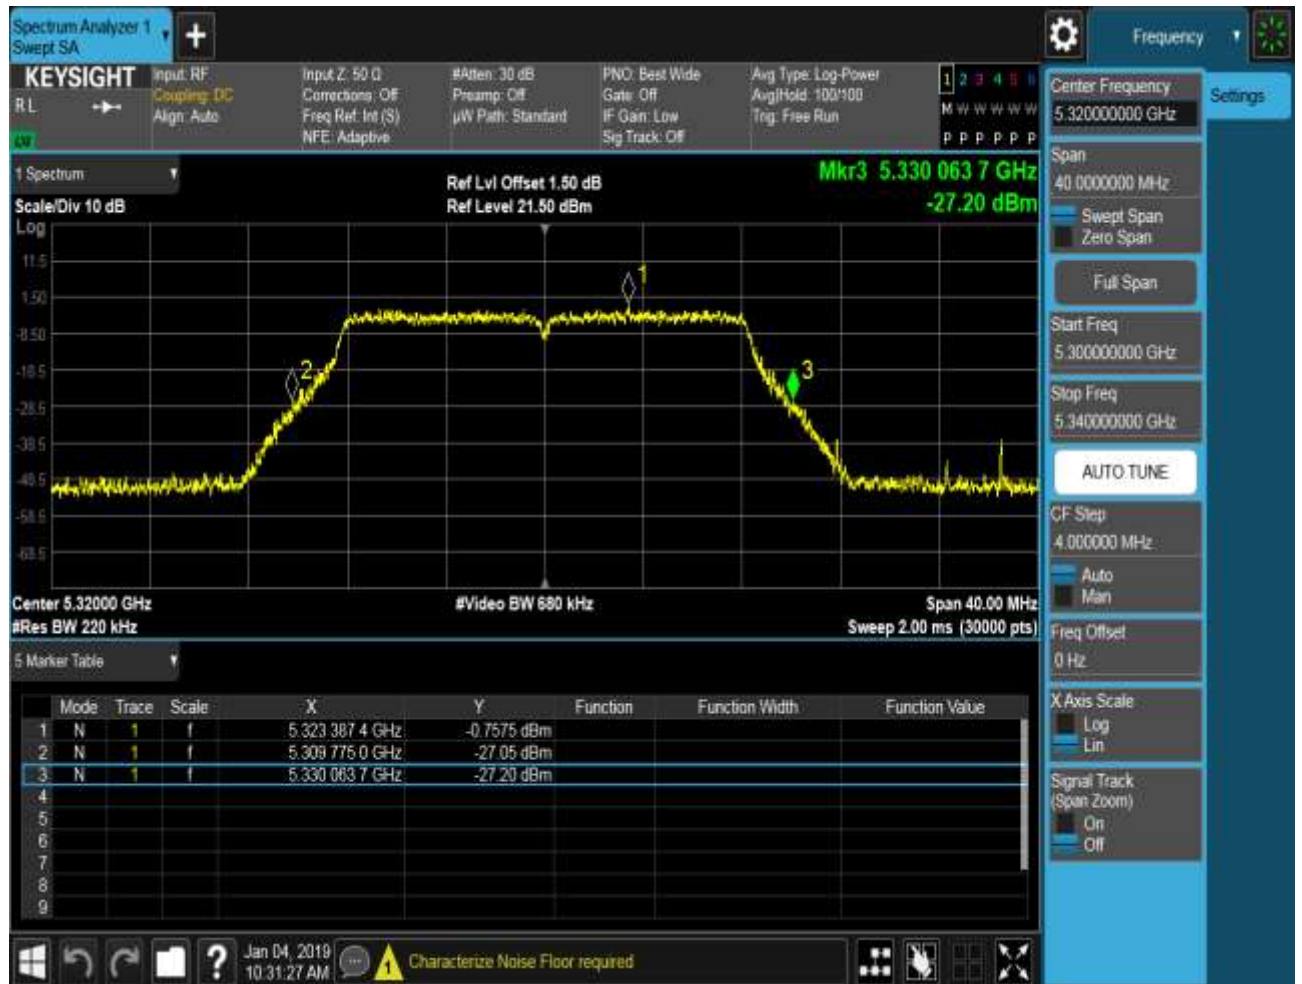 Spectrum Analyzer 1
Swept SA
Frequency
KEYSIGHT
R L
Input: RF
Coupling: DC
Align: Auto
Input Z: 50 Ω
Corrections: Off
Freq Ref: Int (S)
NFE: Adaptive
#Atten: 30 dB
Preamp: Off
µW Path: Standard
PNO: Best Wide
Gate: Off
IF Gain: Low
Sig Track: Off
Avg Type: Log-Power
Avg|Hold: 100/100
Trig: Free Run
1 2 3 4 5 6
M W W W W W
P P P P P P
1 Spectrum
Scale/Div 10 dB
Ref Lvl Offset 1.50 dB
Ref Level 21.50 dBm
Mkr3 5.330 063 7 GHz
-27.20 dBm
Log
11.5
1.50
-8.50
-18.5
-28.5
-38.5
-48.5
-58.5
-68.5
1
2
3
Center 5.32000 GHz
#Res BW 220 kHz
#Video BW 680 kHz
Span 40.00 MHz
Sweep 2.00 ms (30000 pts)
5 Marker Table
Mode Trace Scale X Y Function Function Width Function Value
1 N 1 f 5.323 387 4 GHz -0.7575 dBm
2 N 1 f 5.309 775 0 GHz -27.05 dBm
3 N 1 f 5.330 063 7 GHz -27.20 dBm
4
5
6
7
8
9
Jan 04, 2019
10:31:27 AM
Characterize Noise Floor required
Settings
Center Frequency
5.320000000 GHz
Span
40.0000000 MHz
Swept Span
Zero Span
Full Span
Start Freq
5.300000000 GHz
Stop Freq
5.340000000 GHz
AUTO TUNE
CF Step
4.000000 MHz
Auto
Man
Freq Offset
0 Hz
X Axis Scale
Log
Lin
Signal Track
(Span Zoom)
On
Off